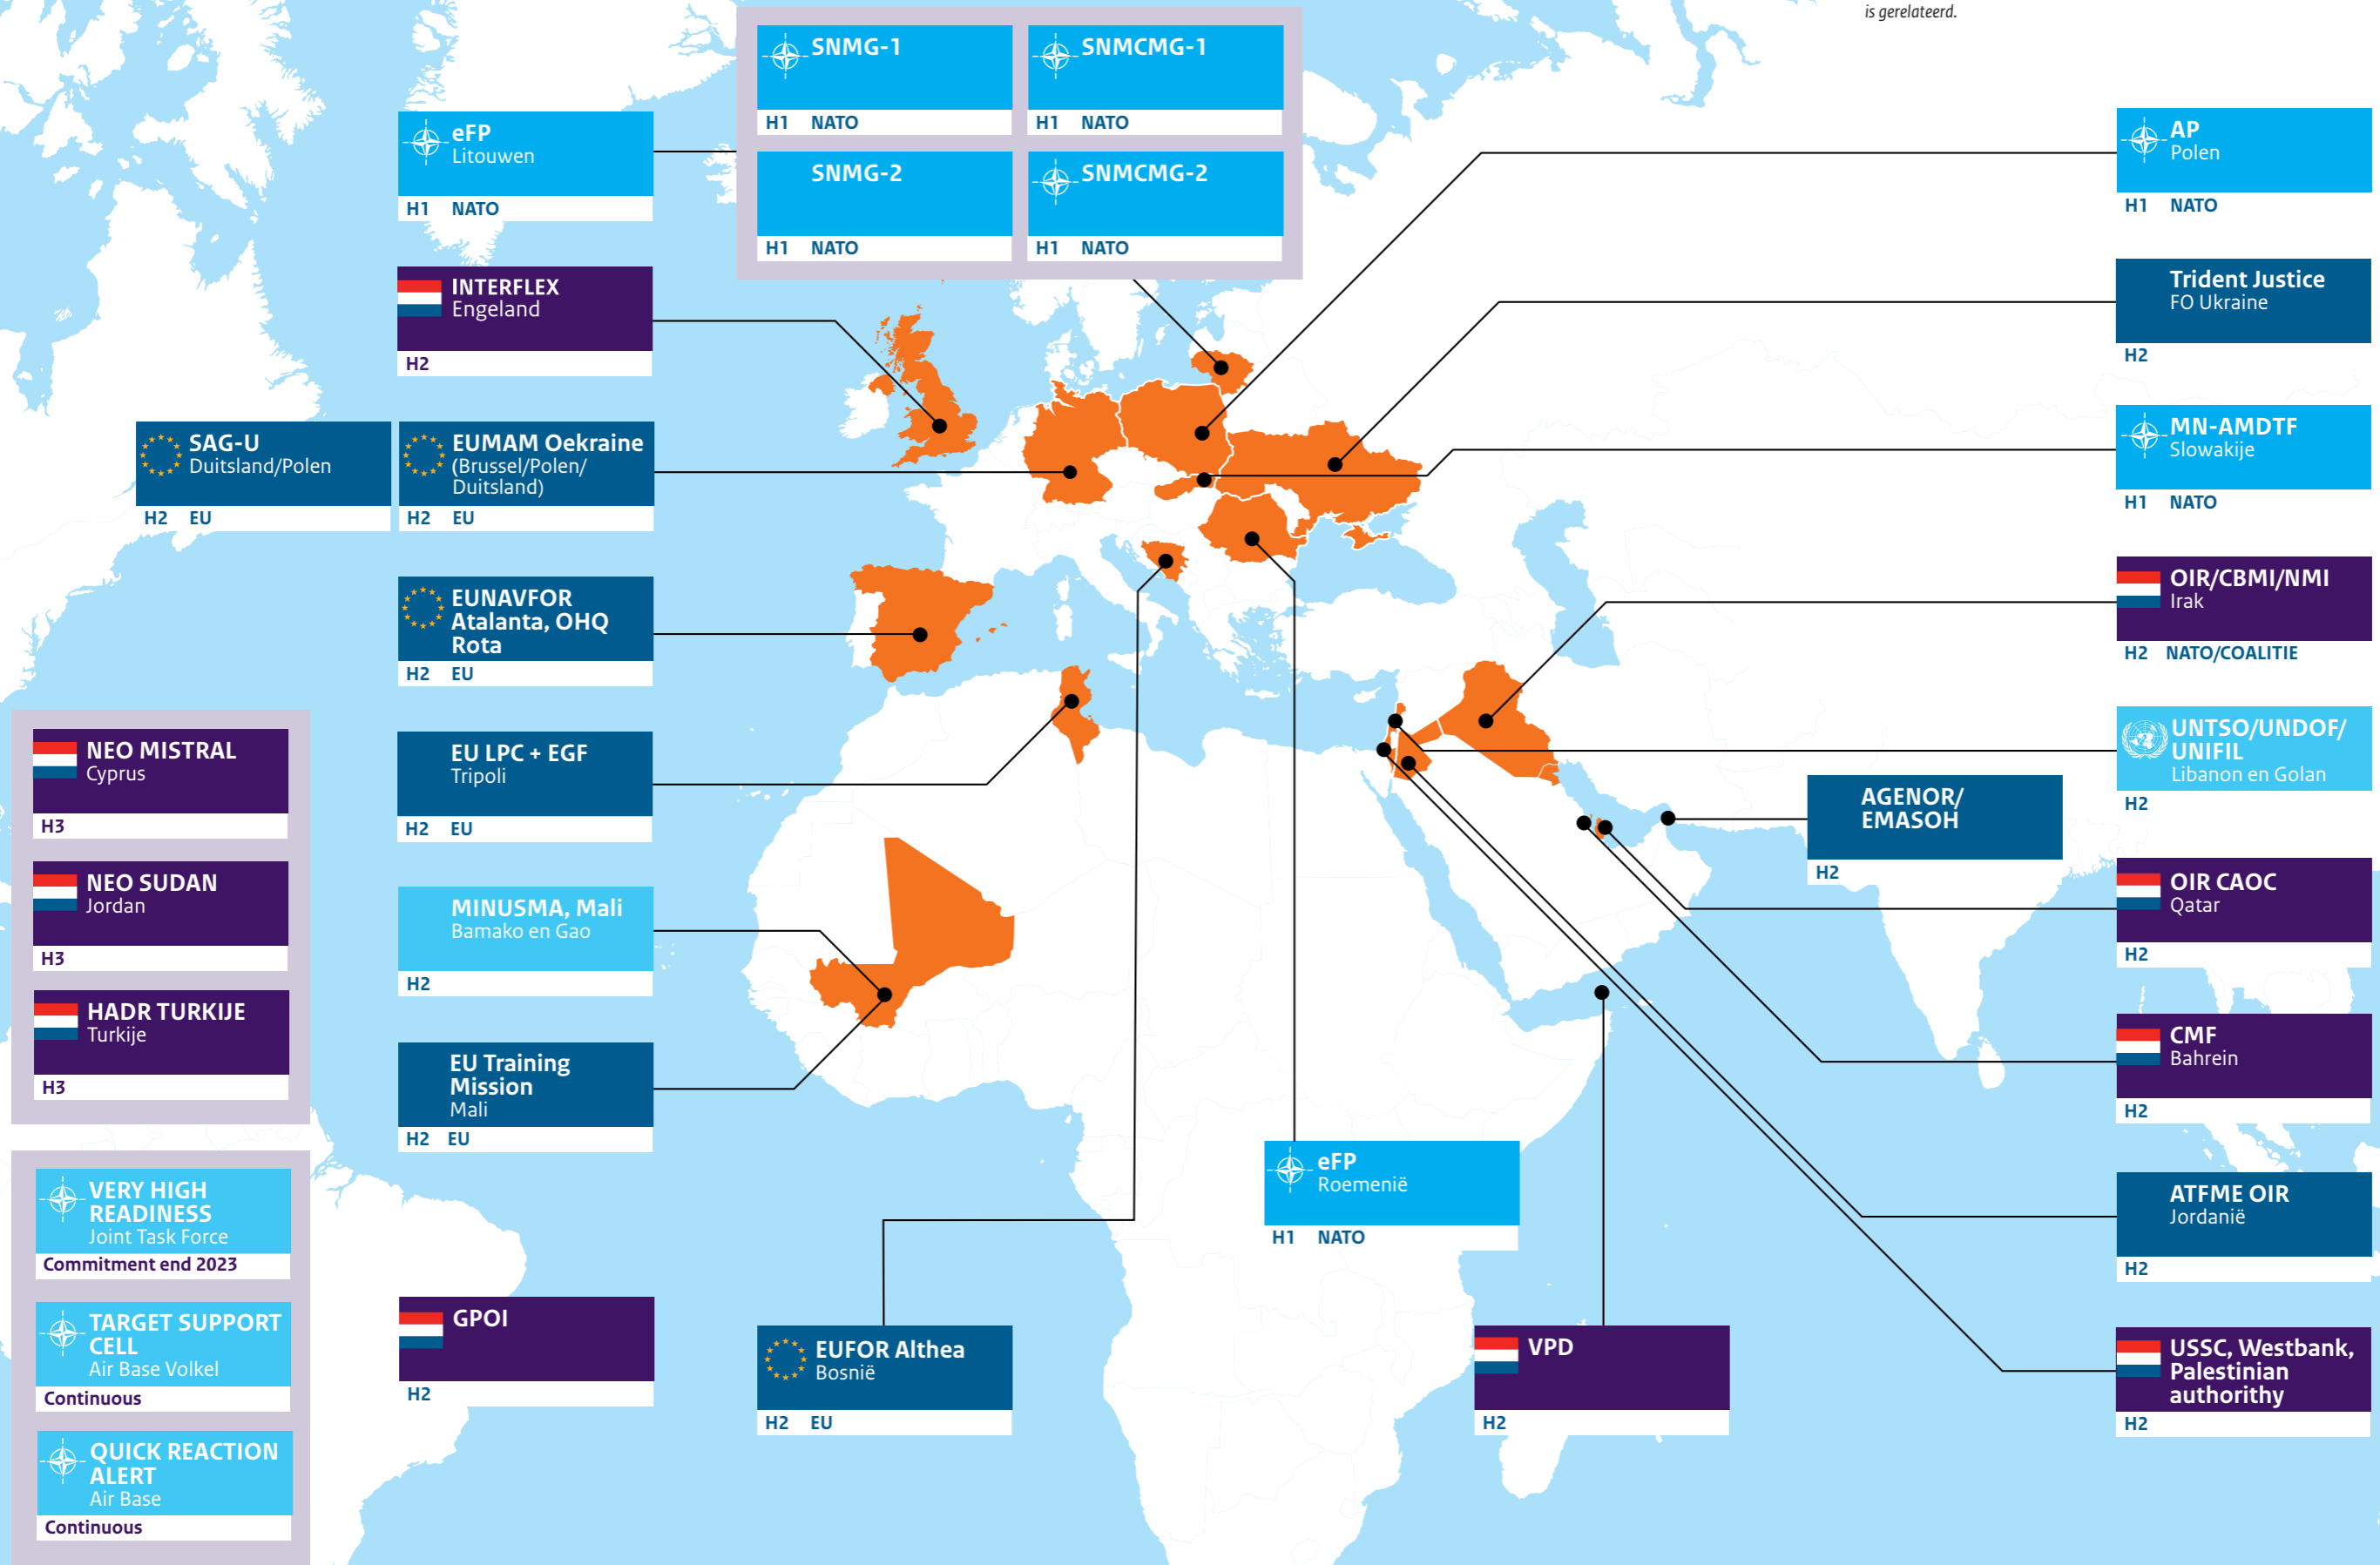 is gerelateerd.
SNMG-1
H1 NATO
SNMCMG-1
H1 NATO
SNMG-2
H1 NATO
SNMCMG-2
H1 NATO
eFP
Litouwen
H1 NATO
INTERFLEX
Engeland
H2
SAG-U
Duitsland/Polen
H2 EU
EUMAM Oekraine
(Brussel/Polen/
Duitsland)
H2 EU
EUNAVFOR
Atalanta, OHQ
Rota
H2 EU
EU LPC + EGF
Tripoli
H2 EU
MINUSMA, Mali
Bamako en Gao
H2
EU Training
Mission
Mali
H2 EU
NEO MISTRAL
Cyprus
H3
NEO SUDAN
Jordan
H3
HADR TURKIJE
Turkije
H3
VERY HIGH
READINESS
Joint Task Force
Commitment end 2023
TARGET SUPPORT
CELL
Air Base Volkel
Continuous
QUICK REACTION
ALERT
Air Base
Continuous
GPOI
H2
EUFOR Althea
Bosnië
H2 EU
eFP
Roemenië
H1 NATO
VPD
H2
AP
Polen
H1 NATO
Trident Justice
FO Ukraine
H2
MN-AMDTF
Slowakije
H1 NATO
OIR/CBMI/NMI
Irak
H2 NATO/COALITIE
UNTSO/UNDOF/
UNIFIL
Libanon en Golan
H2
AGENOR/
EMASOH
H2
OIR CAOC
Qatar
H2
CMF
Bahrein
H2
ATFME OIR
Jordanië
H2
USSC, Westbank,
Palestinian
authorithy
H2